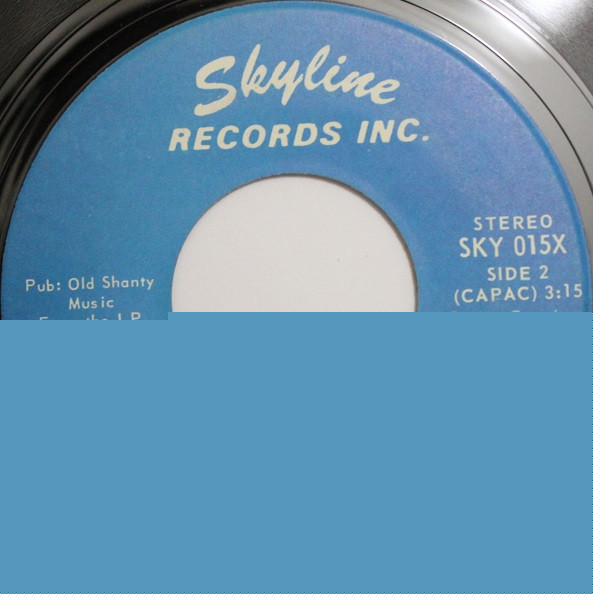 Skyline
RECORDS INC.
STEREO
SKY 015X
SIDE 2
(CAPAC) 3:15
Pub: Old Shanty
Music